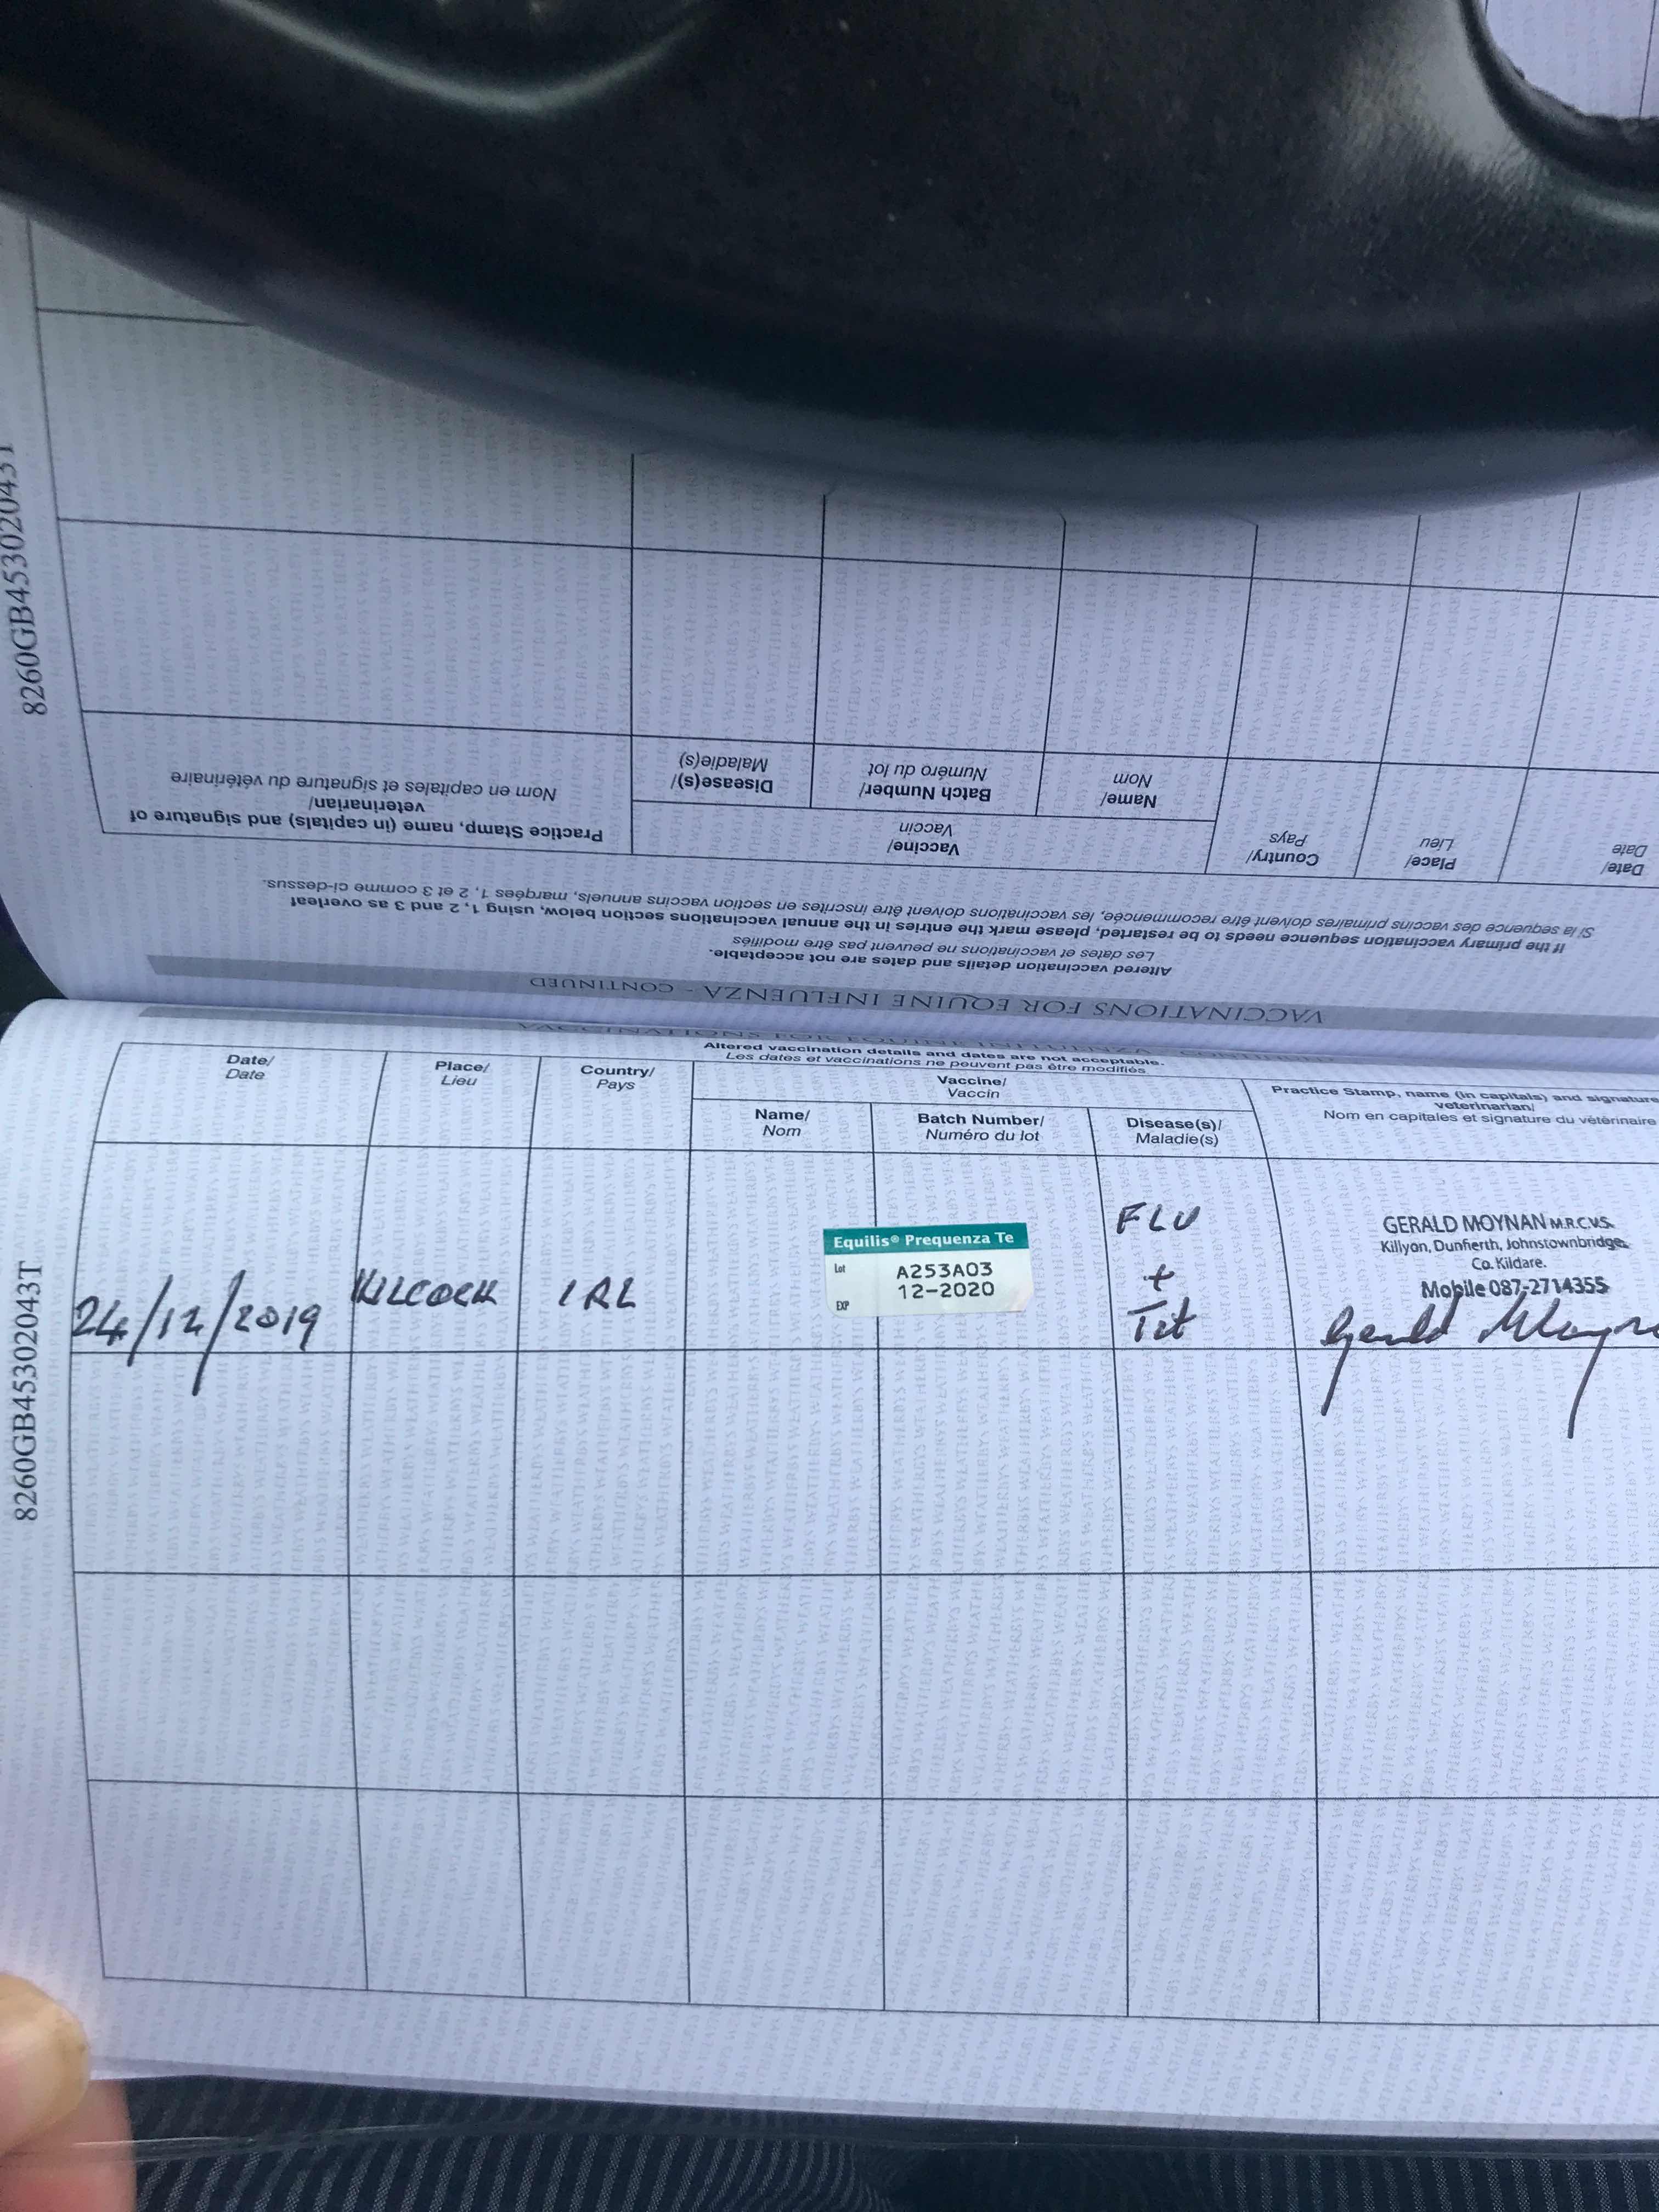 8260GB453020431
Practice Stamp, name (in capitals) and signature of
veterinarian/
Nom en capitales et signature du vétérinaire
Disease(s)/
Maladie(s)
Batch Number/
Numéro du lot
Name/
Nom
Vaccine/
Vaccin
Country/
Pays
Place/
Lieu
Date/
Date
Si la sequence des vaccins primaires doivent être recommencée, les vaccinations doivent être inscrites en section vaccins annuels, marqées 1, 2 et 3 comme ci-dessus.
If the primary vaccination sequence needs to be restarted, please mark the entries in the annual vaccinations section below, using 1, 2 and 3 as overleaf
Les dates et vaccinations ne peuvent pas être modifiés
Altered vaccination details and dates are not acceptable.
VACCINATIONS FOR EQUINE INFLUENZA - CONTINUED
Altered vaccination details and dates are not acceptable.
Les dates et vaccinations ne peuvent pas être modifiés
8260GB45302043T
Date/
Date
Place/
Lieu
Country/
Pays
Vaccine/
Vaccin
Name/
Nom
Batch Number/
Numéro du lot
Disease(s)/
Maladie(s)
Practice Stamp, name (in capitals) and signature
veterinarian/
Nom en capitales et signature du vétérinaire
24/12/2019
KILCOCK
IRL
Equilis® Prequenza Te
Lot A253A03
EXP 12-2020
FLU
+
Tet
GERALD MOYNAN M.R.C.V.S.
Killyon, Dunfierth, Johnstownbridge,
Co. Kildare.
Mobile 087-2714355
Gerald Moyn